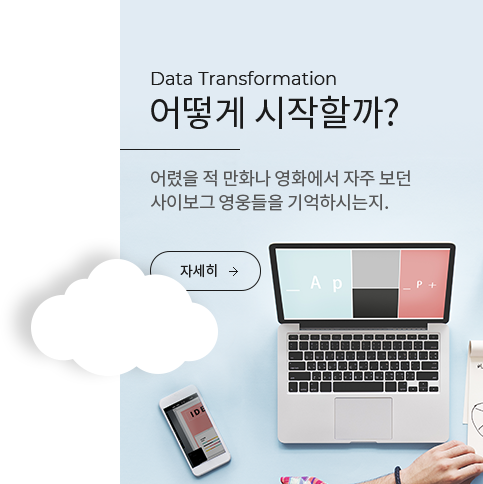 Data Transformation
어떻게 시작할까?
어렸을 적 만화나 영화에서 자주 보던
사이보그 영웅들을 기억하시는지.
자세히 →
_ A p
_ P +
IDE